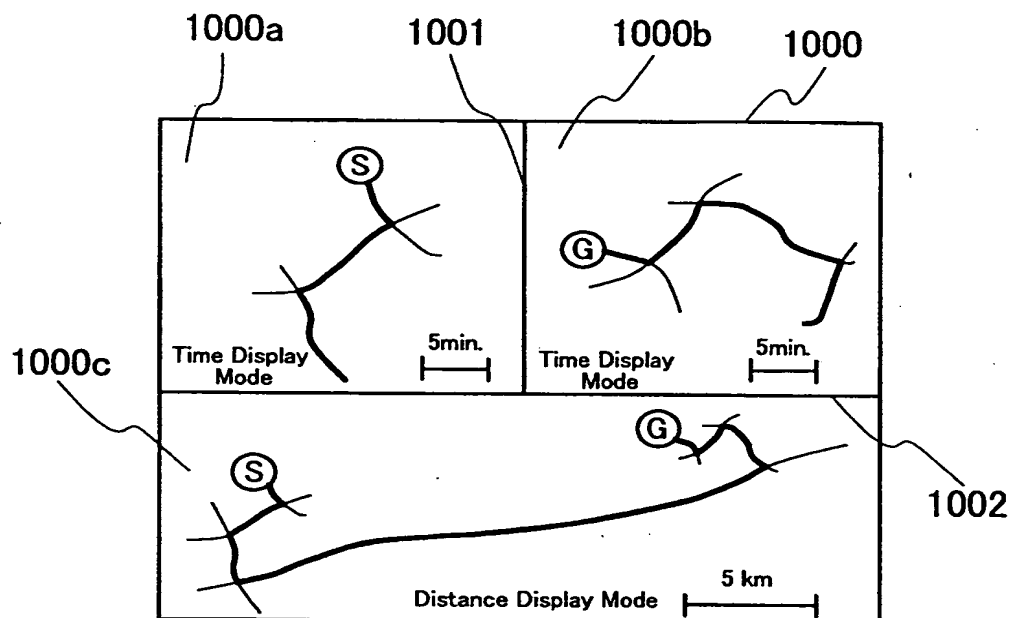 1000a
1001
1000b
1000
S
G
Time Display
Mode
5min.
Time Display
Mode
5min.
1000c
G
S
1002
5 km
Distance Display Mode